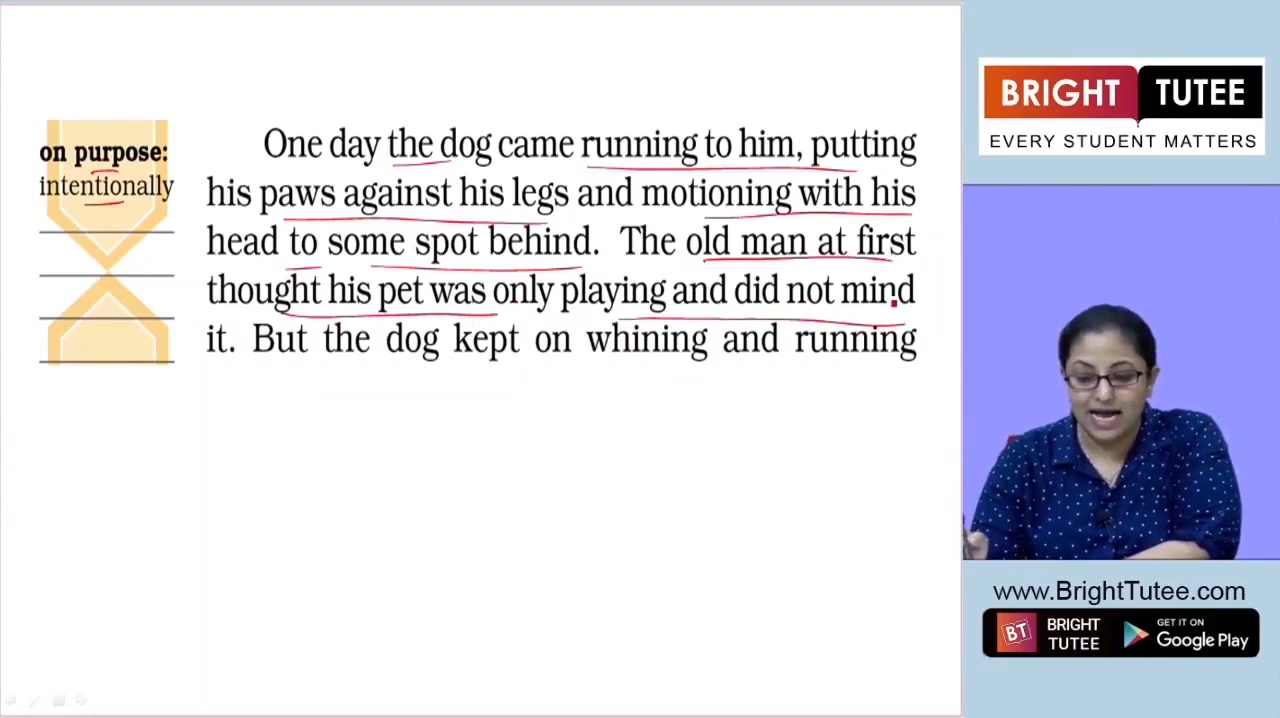 on purpose:
intentionally
One day the dog came running to him, putting
his paws against his legs and motioning with his
head to some spot behind. The old man at first
thought his pet was only playing and did not mind
it. But the dog kept on whining and running
BRIGHT TUTEE
EVERY STUDENT MATTERS
www.BrightTutee.com
BT
BRIGHT
TUTEE
GET IT ON
Google Play